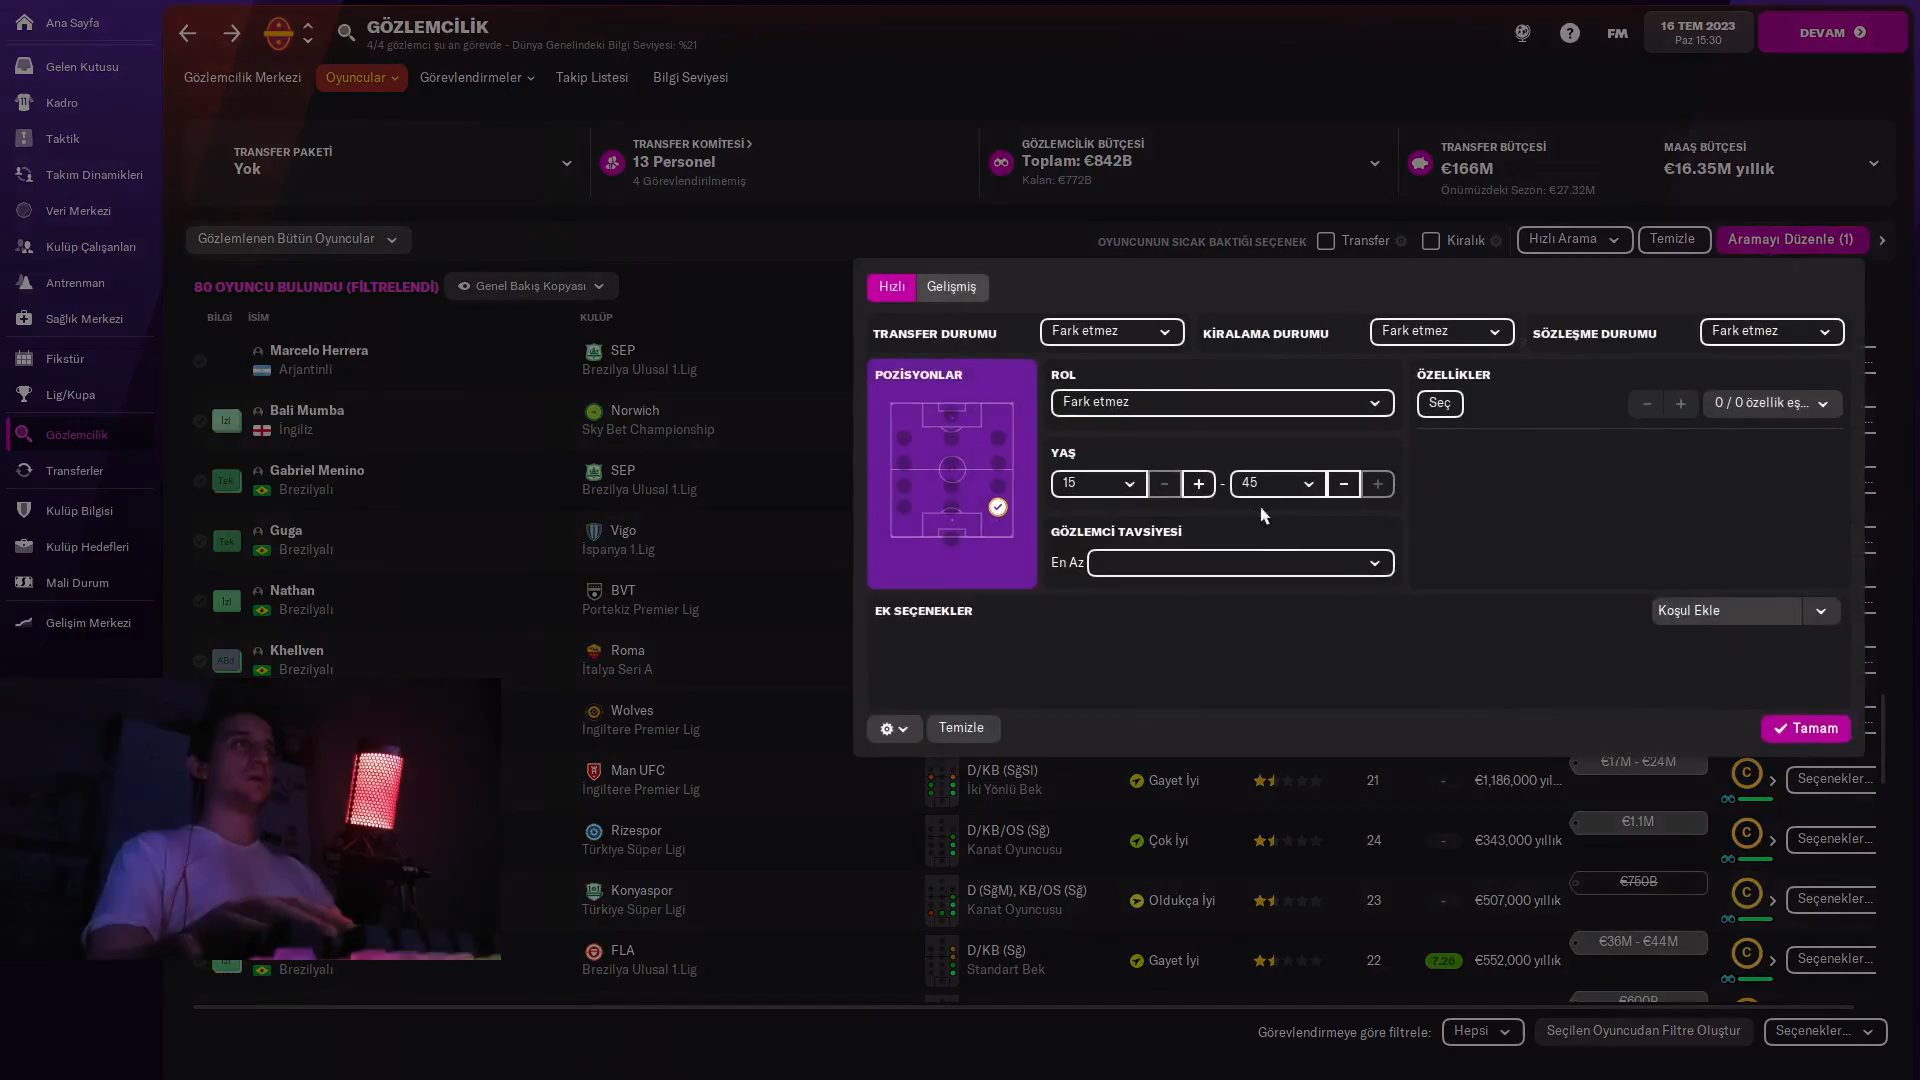 Ana Sayfa
Gelen Kutusu
Kadro
Taktik
Takım Dinamikleri
Veri Merkezi
Kulüp Çalışanları
Antrenman
Sağlık Merkezi
Fikstür
Lig/Kupa
Gözlemcilik
Transferler
Kulüp Bilgisi
Kulüp Hedefleri
Mali Durum
Gelişim Merkezi
GÖZLEMCİLİK
4/4 gözlemci şu an görevde - Dünya Genelindeki Bilgi Seviyesi: %21
FM
16 TEM 2023
Paz 15:30
DEVAM
Gözlemcilik Merkezi
Oyuncular
Görevlendirmeler
Takip Listesi
Bilgi Seviyesi
TRANSFER PAKETİ
Yok
TRANSFER KOMİTESİ
13 Personel
4 Görevlendirilmemiş
GÖZLEMCİLİK BÜTÇESİ
Toplam: €842B
Kalan: €772B
TRANSFER BÜTÇESİ
€166M
Önümüzdeki Sezon: €27.32M
MAAŞ BÜTÇESİ
€16.35M yıllık
Gözlemlenen Bütün Oyuncular
OYUNCUNUN SICAK BAKTIĞI SEÇENEK
Transfer
Kiralık
Hızlı Arama
Temizle
Aramayı Düzenle (1)
80 OYUNCU BULUNDU (FİLTRELENDİ)
Genel Bakış Kopyası
BİLGİ İSİM KULÜP
Marcelo Herrera
Arjantinli
SEP
Brezilya Ulusal 1.Lig
İzl
Bali Mumba
İngiliz
Norwich
Sky Bet Championship
Tek
Gabriel Menino
Brezilyalı
SEP
Brezilya Ulusal 1.Lig
Tek
Guga
Brezilyalı
Vigo
İspanya 1.Lig
İzl
Nathan
Brezilyalı
BVT
Portekiz Premier Lig
ABd
Khellven
Brezilyalı
Roma
İtalya Seri A
Wolves
İngiltere Premier Lig
Man UFC
İngiltere Premier Lig
D/KB (SğSl)
İki Yönlü Bek
Gayet İyi
21
-
€1,186,000 yıl...
€17M - €24M
C
Seçenekler...
Rizespor
Türkiye Süper Ligi
D/KB/OS (Sğ)
Kanat Oyuncusu
Çok İyi
24
-
€343,000 yıllık
€1.1M
C
Seçenekler...
Konyaspor
Türkiye Süper Ligi
D (SğM), KB/OS (Sğ)
Kanat Oyuncusu
Oldukça İyi
23
-
€507,000 yıllık
€750B
C
Seçenekler...
İzl
Brezilyalı
FLA
Brezilya Ulusal 1.Lig
D/KB (Sğ)
Standart Bek
Gayet İyi
22
7.26
€552,000 yıllık
€36M - €44M
C
Seçenekler...
€600B
Hızlı
Gelişmiş
TRANSFER DURUMU
Fark etmez
KİRALAMA DURUMU
Fark etmez
SÖZLEŞME DURUMU
Fark etmez
POZİSYONLAR
ROL
Fark etmez
YAŞ
15 - + - 45 - +
GÖZLEMCİ TAVSİYESİ
En Az
ÖZELLİKLER
Seç
- +
0 / 0 özellik eş...
EK SEÇENEKLER
Koşul Ekle
Temizle
Tamam
Görevlendirmeye göre filtrele:
Hepsi
Seçilen Oyuncudan Filtre Oluştur
Seçenekler...